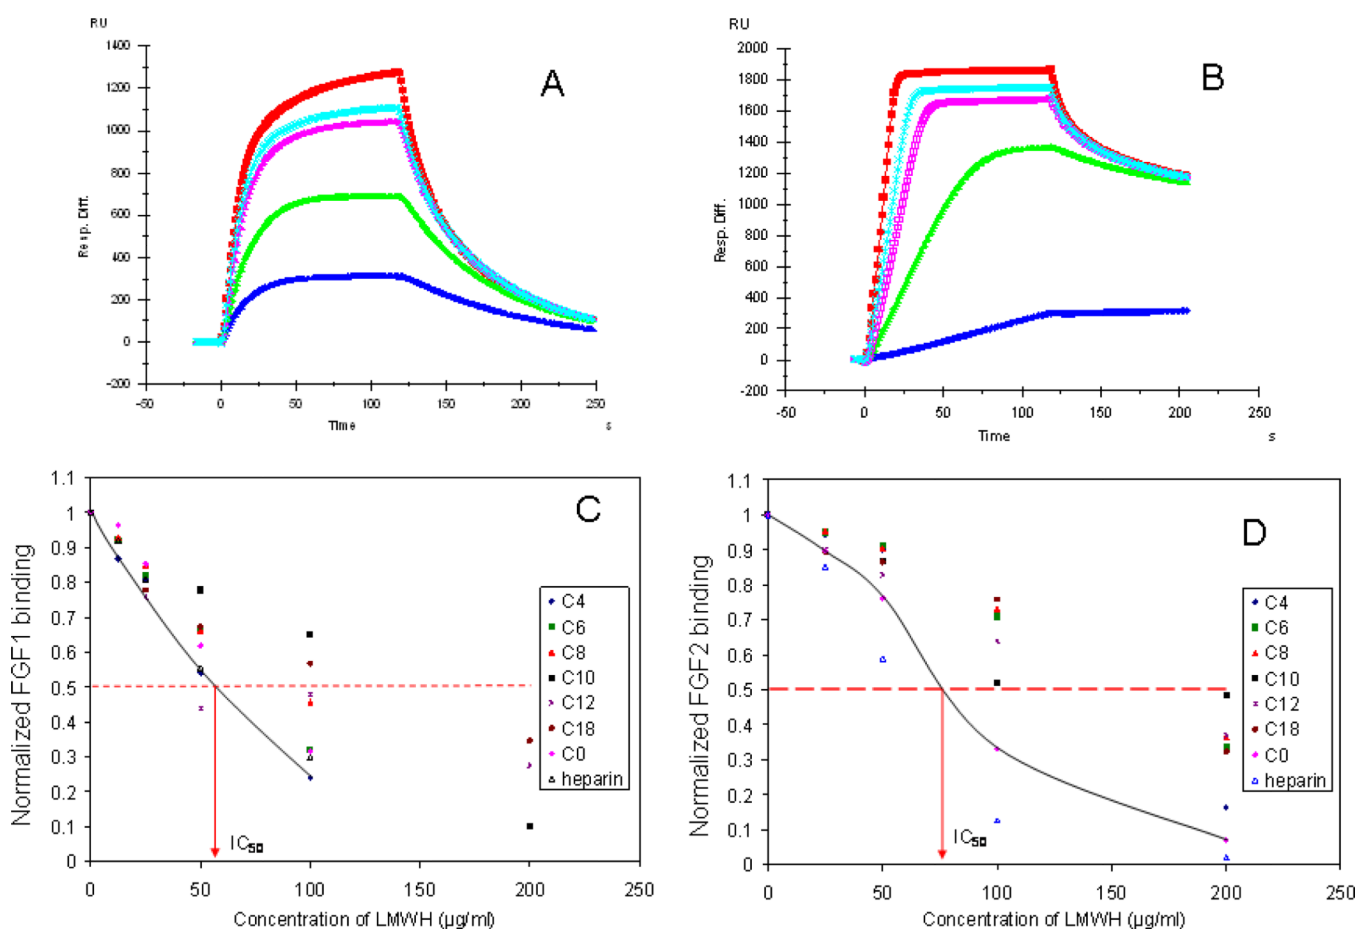 RU
1400
1200
1000
800
600
400
200
0
-200
-50 0 50 100 150 200 250
Resp. Diff.
Time s
A
RU
2000
1800
1600
1400
1200
1000
800
600
400
200
0
-200
-50 0 50 100 150 200 250
Resp. Diff.
Time s
B
1.1
1
0.9
0.8
0.7
0.6
0.5
0.4
0.3
0.2
0.1
0
0 50 100 150 200 250
Normalized FGF1 binding
Concentration of LMWH (µg/ml)
C
IC50
C4
C6
C8
C10
C12
C18
C0
heparin
1.1
1
0.9
0.8
0.7
0.6
0.5
0.4
0.3
0.2
0.1
0
0 50 100 150 200 250
Normalized FGF2 binding
Concentration of LMWH (µg/ml)
D
IC50
C4
C6
C8
C10
C12
C18
C0
heparin